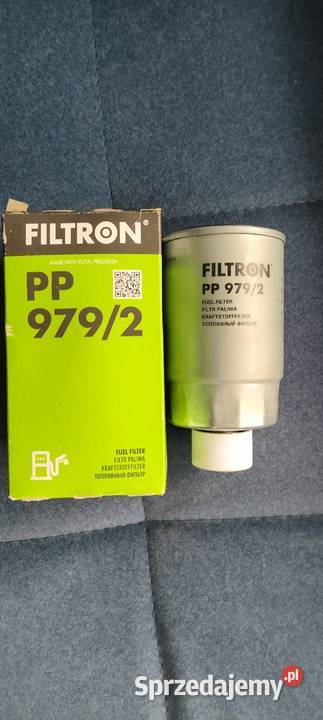 FILTRON®
MADE WITH TOTAL PRECISION
PP
979/2
FUEL FILTER
FILTR PALIWA
KRAFTSTOFFFILTER
ТОПЛИВНЫЙ ФИЛЬТР
FILTRON®
PP 979/2
FUEL FILTER
FILTR PALIWA
KRAFTSTOFFFILTER
ТОПЛИВНЫЙ ФИЛЬТР
Sprzedajemy.pl